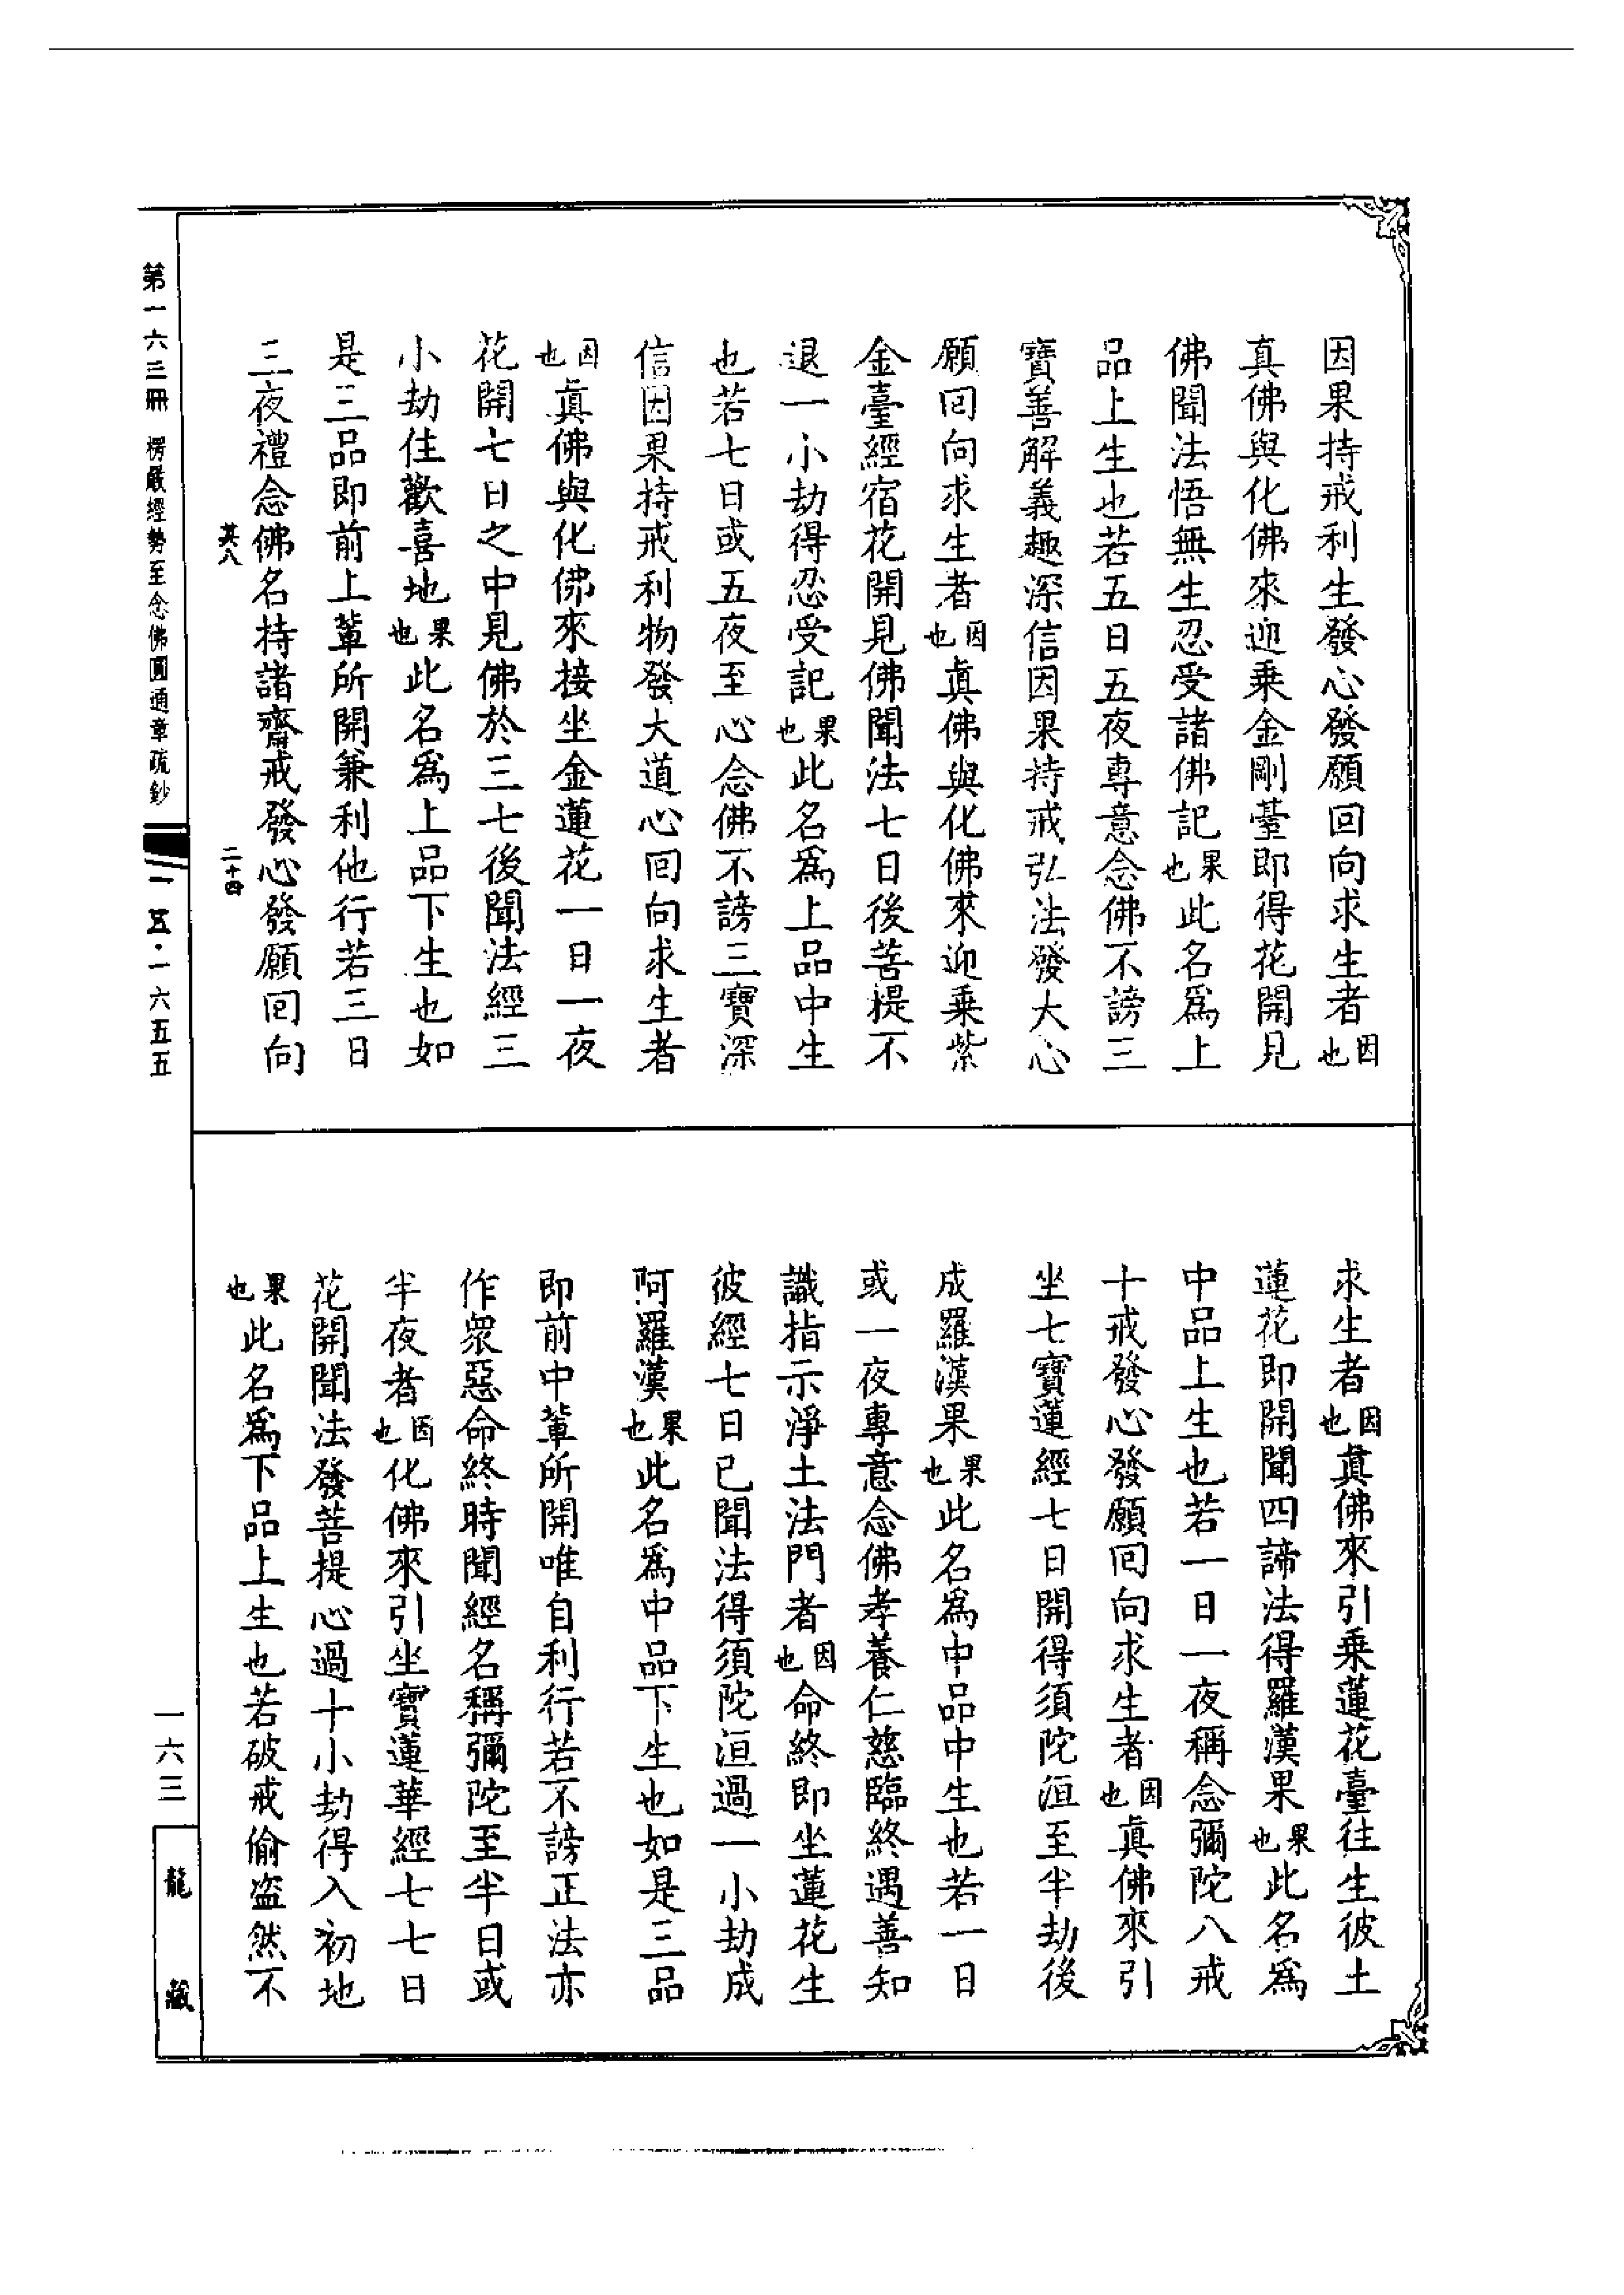 因果持戒利生發心發願回向求生者因也
真佛與化佛來迎乘金剛臺即得花開見
佛聞法悟無生忍受諸佛記果也此名為上
品上生也若五日五夜專意念佛不謗三
寶善解義趣深信因果持戒弘法發大心
願回向求生者因也真佛與化佛來迎乘紫
金臺經宿花開見佛聞法七日後菩提不
退一小劫得忍受記果也此名為上品中生
也若七日或五夜至心念佛不謗三寶深
信因果持戒利物發大道心回向求生者
因也真佛與化佛來接坐金蓮花一日一夜
花開七日之中見佛於三七後聞法經三
小劫住歡喜地果也此名為上品下生也如
是三品即前上輩所開兼利他行若三日
三夜禮念佛名持諸齋戒發心發願回向
其八
二十四
求生者因也真佛來引乘蓮花臺往生彼土
蓮花即開聞四諦法得羅漢果果也此名為
中品上生也若一日一夜稱念彌陀八戒
十戒發心發願回向求生者因也真佛來引
坐七寶蓮經七日開得須陀洹至半劫後
成羅漢果果也此名為中品中生也若一日
或一夜專意念佛孝養仁慈臨終遇善知
識指示淨土法門者因也命終即坐蓮花生
彼經七日已聞法得須陀洹過一小劫成
阿羅漢果也此名為中品下生也如是三品
即前中輩所開唯自利行若不謗正法亦
作眾惡命終時聞經名稱彌陀至半日或
半夜者因也化佛來引坐寶蓮華經七七日
花開聞法發菩提心過十小劫得入初地
果也此名為下品上生也若破戒偷盜然不
第一六三冊 楞嚴經勢至念佛圓通章疏鈔
一五·一六五五
一六三
龍藏